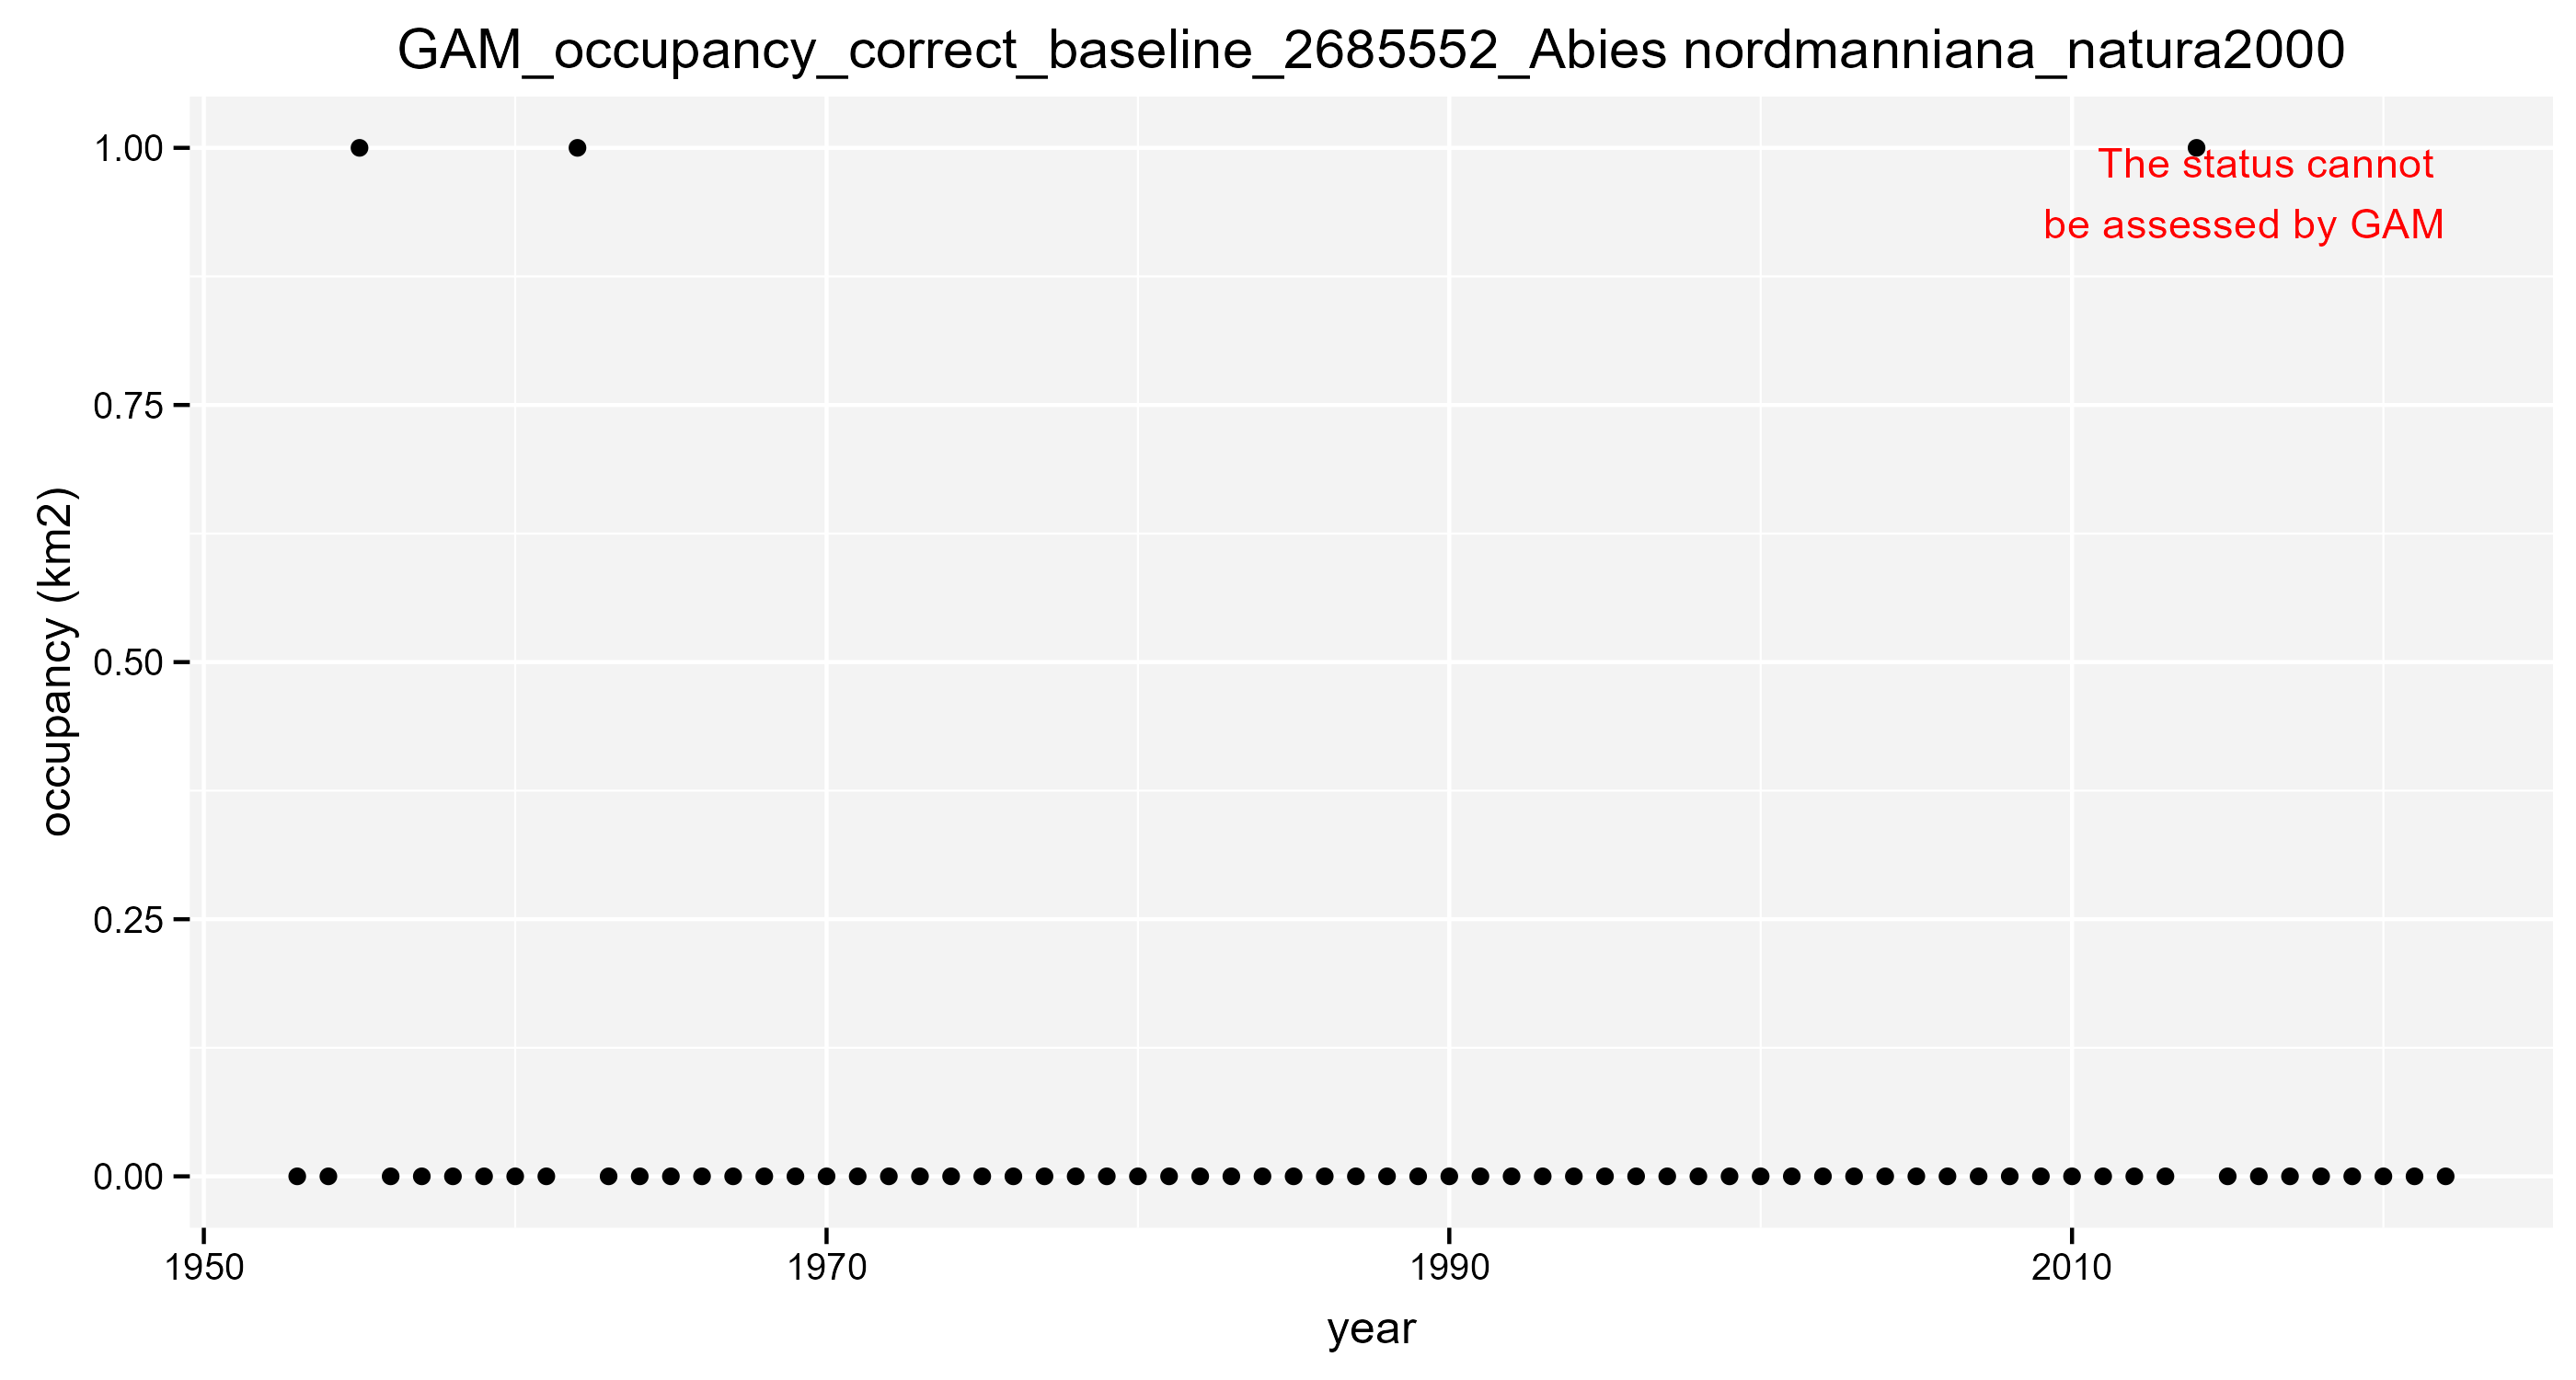 GAM_occupancy_correct_baseline_2685552_Abies nordmanniana_natura2000
1.00
The status cannot
be assessed by GAM
0.75
occupancy (km2)
0.50
0.25
0.00
1950 1970 1990 2010
year